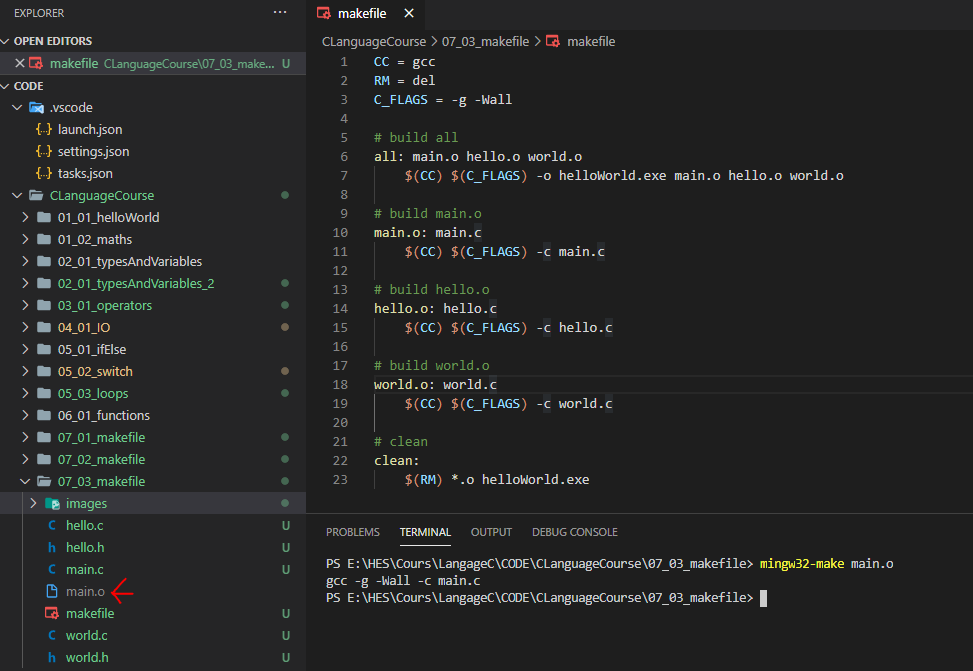 EXPLORER
OPEN EDITORS
makefile CLanguageCourse\07_03_make... U
CODE
.vscode
{..} launch.json
{..} settings.json
{..} tasks.json
CLanguageCourse
01_01_helloWorld
01_02_maths
02_01_typesAndVariables
02_01_typesAndVariables_2
03_01_operators
04_01_IO
05_01_ifElse
05_02_switch
05_03_loops
06_01_functions
07_01_makefile
07_02_makefile
07_03_makefile
images
C hello.c U
h hello.h U
C main.c U
main.o
makefile U
C world.c U
h world.h U
makefile
CLanguageCourse > 07_03_makefile > makefile
1 CC = gcc
2 RM = del
3 C_FLAGS = -g -Wall
4
5 # build all
6 all: main.o hello.o world.o
7 $(CC) $(C_FLAGS) -o helloWorld.exe main.o hello.o world.o
8
9 # build main.o
10 main.o: main.c
11 $(CC) $(C_FLAGS) -c main.c
12
13 # build hello.o
14 hello.o: hello.c
15 $(CC) $(C_FLAGS) -c hello.c
16
17 # build world.o
18 world.o: world.c
19 $(CC) $(C_FLAGS) -c world.c
20
21 # clean
22 clean:
23 $(RM) *.o helloWorld.exe
PROBLEMS TERMINAL OUTPUT DEBUG CONSOLE
PS E:\HES\Cours\LangageC\CODE\CLanguageCourse\07_03_makefile> mingw32-make main.o
gcc -g -Wall -c main.c
PS E:\HES\Cours\LangageC\CODE\CLanguageCourse\07_03_makefile>